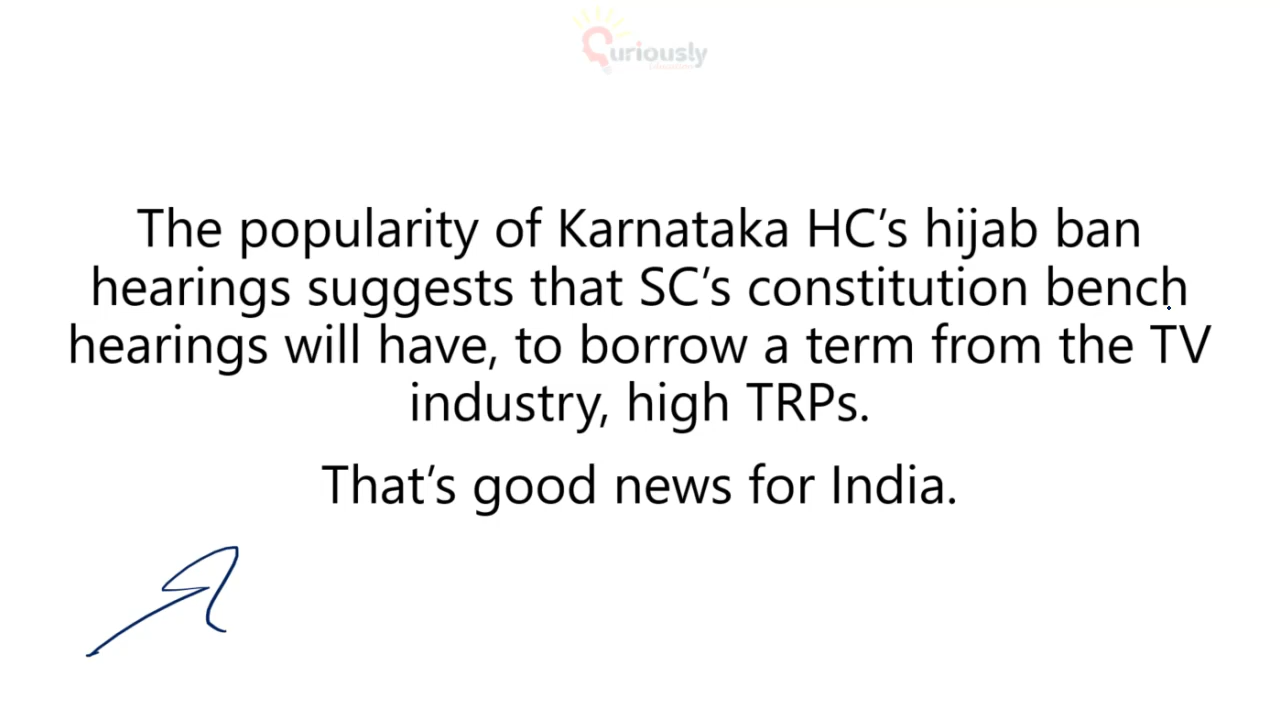 Curiously
Education
The popularity of Karnataka HC’s hijab ban
hearings suggests that SC’s constitution bench
hearings will have, to borrow a term from the TV
industry, high TRPs.
That’s good news for India.